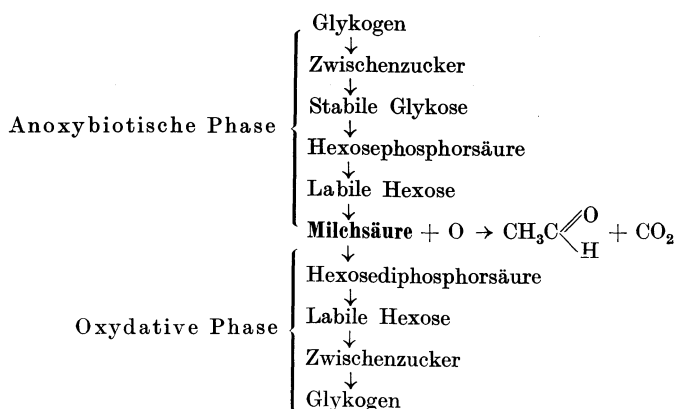 Glykogen
↓
Zwischenzucker
↓
Stabile Glykose
↓
Anoxybiotische Phase
Hexosephosphorsäure
↓
Labile Hexose
↓
Milchsäure + O → CH₃C O H + CO₂
↓
Hexosediphosphorsäure
↓
Oxydative Phase
Labile Hexose
↓
Zwischenzucker
↓
Glykogen